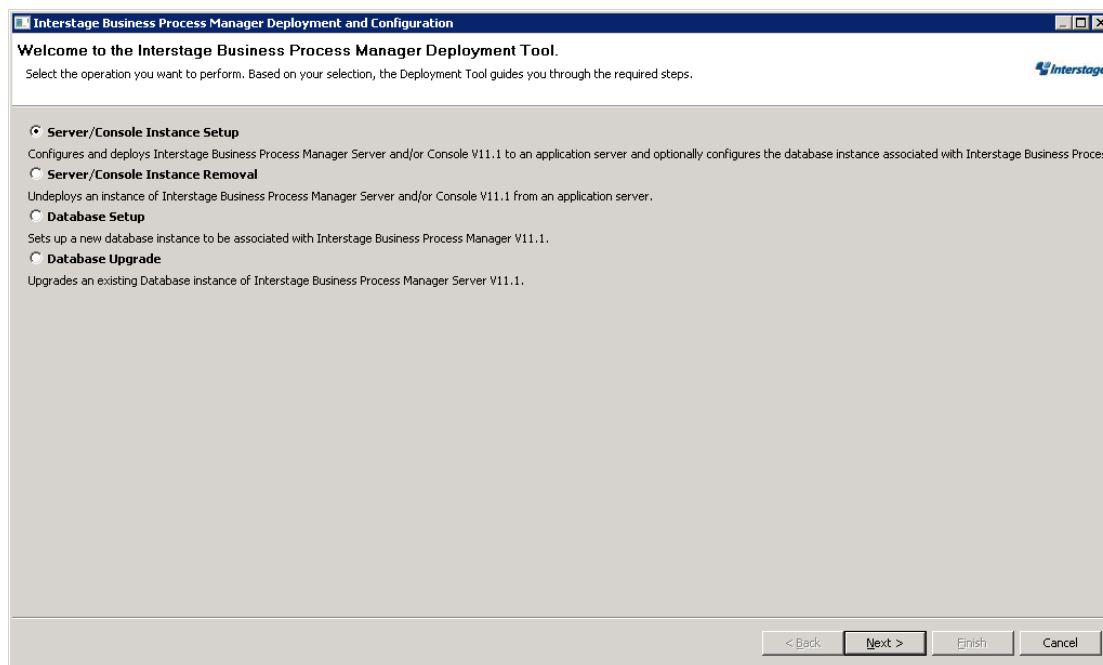 Interstage Business Process Manager Deployment and Configuration
Welcome to the Interstage Business Process Manager Deployment Tool.
Select the operation you want to perform. Based on your selection, the Deployment Tool guides you through the required steps.
Interstage
Server/Console Instance Setup
Configures and deploys Interstage Business Process Manager Server and/or Console V11.1 to an application server and optionally configures the database instance associated with Interstage Business Proces
Server/Console Instance Removal
Undeploys an instance of Interstage Business Process Manager Server and/or Console V11.1 from an application server.
Database Setup
Sets up a new database instance to be associated with Interstage Business Process Manager V11.1.
Database Upgrade
Upgrades an existing Database instance of Interstage Business Process Manager Server V11.1.
< Back Next > Finish Cancel